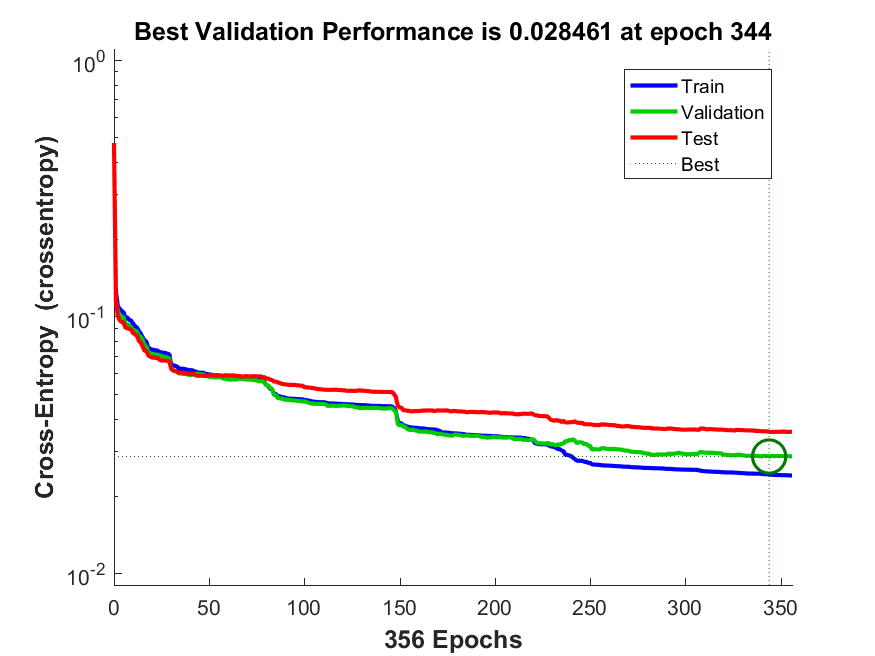 Best Validation Performance is 0.028461 at epoch 344
Cross-Entropy (crossentropy)
10^0
10^-1
10^-2
Train
Validation
Test
Best
0 50 100 150 200 250 300 350
356 Epochs